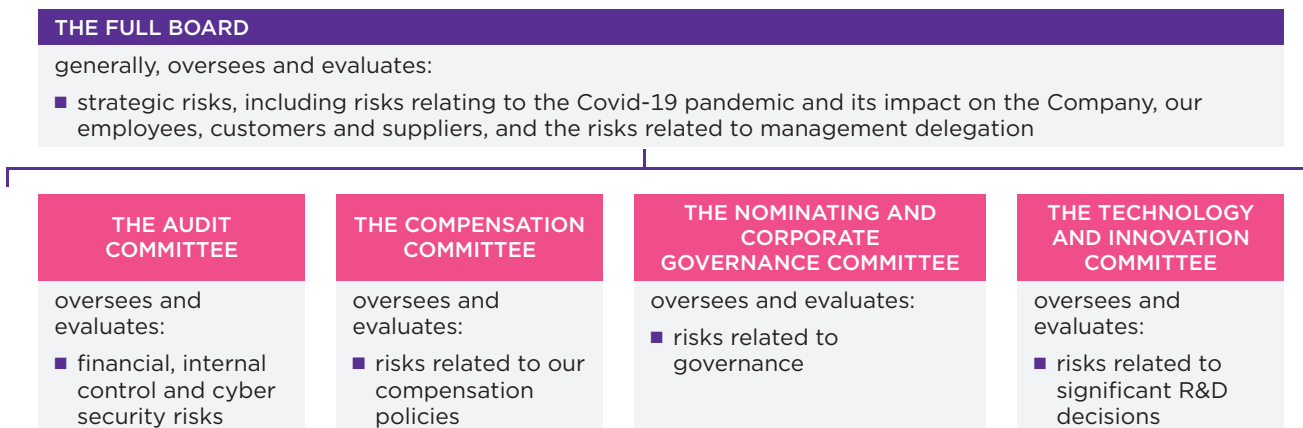 THE FULL BOARD
generally, oversees and evaluates:
■ strategic risks, including risks relating to the Covid-19 pandemic and its impact on the Company, our
employees, customers and suppliers, and the risks related to management delegation
THE AUDIT
COMMITTEE
oversees and
evaluates:
■ financial, internal
control and cyber
security risks
THE COMPENSATION
COMMITTEE
oversees and
evaluates:
■ risks related to our
compensation
policies
THE NOMINATING AND
CORPORATE
GOVERNANCE COMMITTEE
oversees and evaluates:
■ risks related to
governance
THE TECHNOLOGY
AND INNOVATION
COMMITTEE
oversees and
evaluates:
■ risks related to
significant R&D
decisions